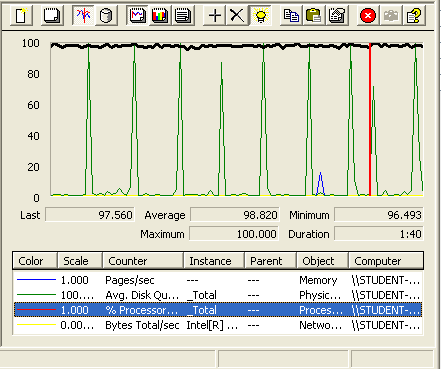 100
80
60
40
20
0
Last 97.560 Average 98.820 Minimum 96.493
Maximum 100.000 Duration 1:40
Color Scale Counter Instance Parent Object Computer
1.000 Pages/sec --- --- Memory \\STUDENT-...
100.... Avg. Disk Qu... _Total --- Physic... \\STUDENT-...
1.000 % Processor... _Total --- Proces... \\STUDENT-...
0.00... Bytes Total/sec Intel[R] ... --- Netwo... \\STUDENT-...